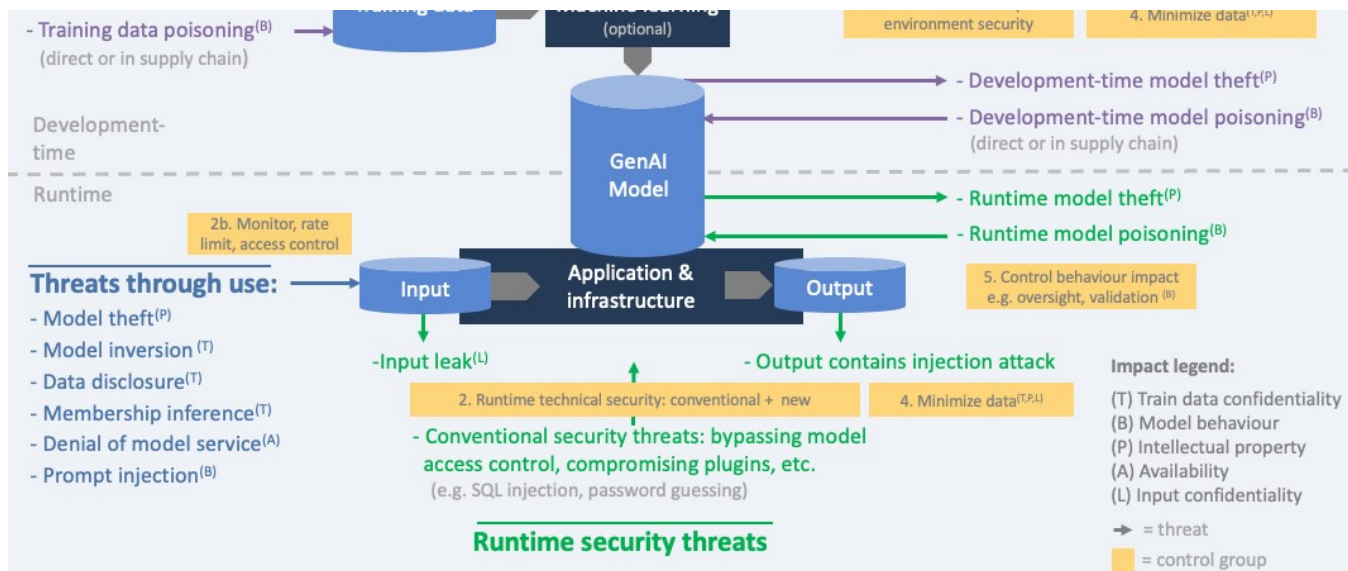 Training data
Machine learning
(optional)
environment security
4. Minimize data(T,P,L)
- Training data poisoning(B)
(direct or in supply chain)
- Development-time model theft(P)
- Development-time model poisoning(B)
(direct or in supply chain)
Development-
time
GenAI
Model
Runtime
- Runtime model theft(P)
- Runtime model poisoning(B)
2b. Monitor, rate
limit, access control
Threats through use:
- Model theft(P)
- Model inversion (T)
- Data disclosure(T)
- Membership inference(T)
- Denial of model service(A)
- Prompt injection(B)
Input
Application &
infrastructure
Output
5. Control behaviour impact
e.g. oversight, validation (B)
-Input leak(L)
- Output contains injection attack
2. Runtime technical security: conventional + new
4. Minimize data(T,P,L)
- Conventional security threats: bypassing model
access control, compromising plugins, etc.
(e.g. SQL injection, password guessing)
Runtime security threats
Impact legend:
(T) Train data confidentiality
(B) Model behaviour
(P) Intellectual property
(A) Availability
(L) Input confidentiality
= threat
= control group